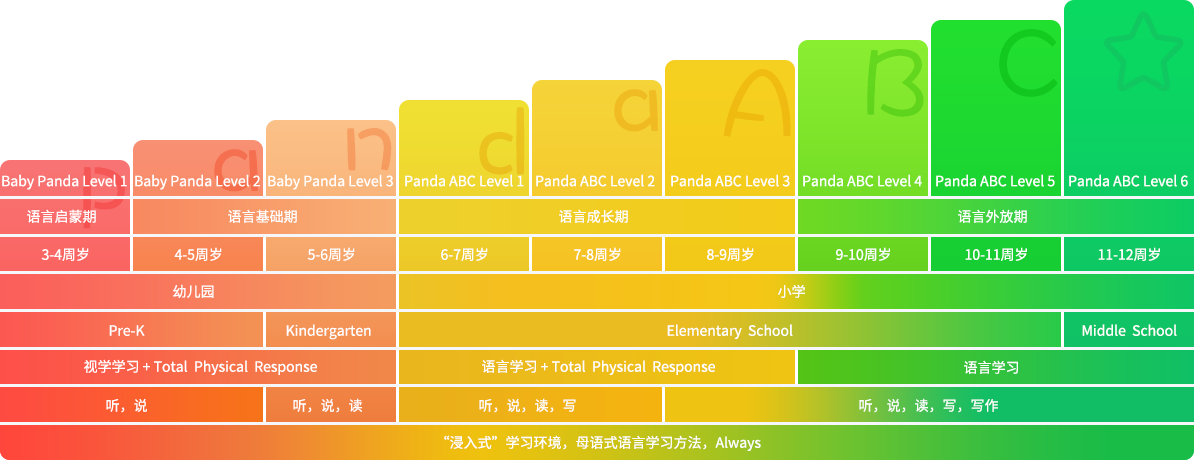 p
a
n
d
a
A
B
C
Baby Panda Level 1
Baby Panda Level 2
Baby Panda Level 3
Panda ABC Level 1
Panda ABC Level 2
Panda ABC Level 3
Panda ABC Level 4
Panda ABC Level 5
Panda ABC Level 6
语言启蒙期
语言基础期
语言成长期
语言外放期
3-4周岁
4-5周岁
5-6周岁
6-7周岁
7-8周岁
8-9周岁
9-10周岁
10-11周岁
11-12周岁
幼儿园
小学
Pre-K
Kindergarten
Elementary School
Middle School
视学学习 + Total Physical Response
语言学习 + Total Physical Response
语言学习
听，说
听，说，读
听，说，读，写
听，说，读，写，写作
“浸入式”学习环境，母语式语言学习方法，Always